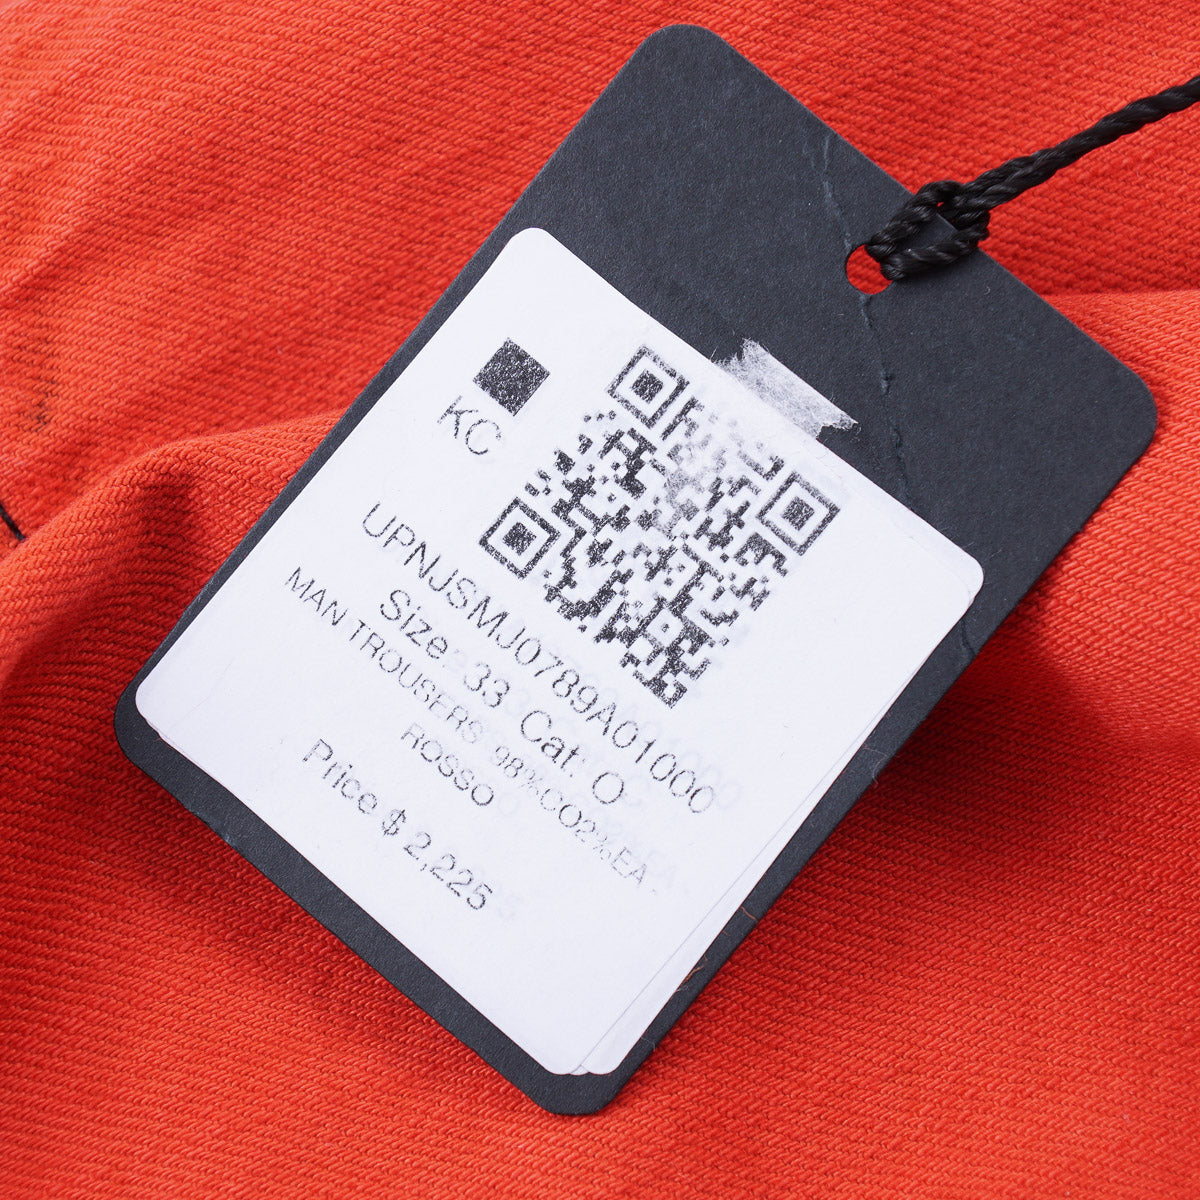 KC
UPNJSMJ0789A01000
Size: 33 Cat: O
MAN TROUSERS 98%CO2%EA -
ROSSO
Price $ 2,225